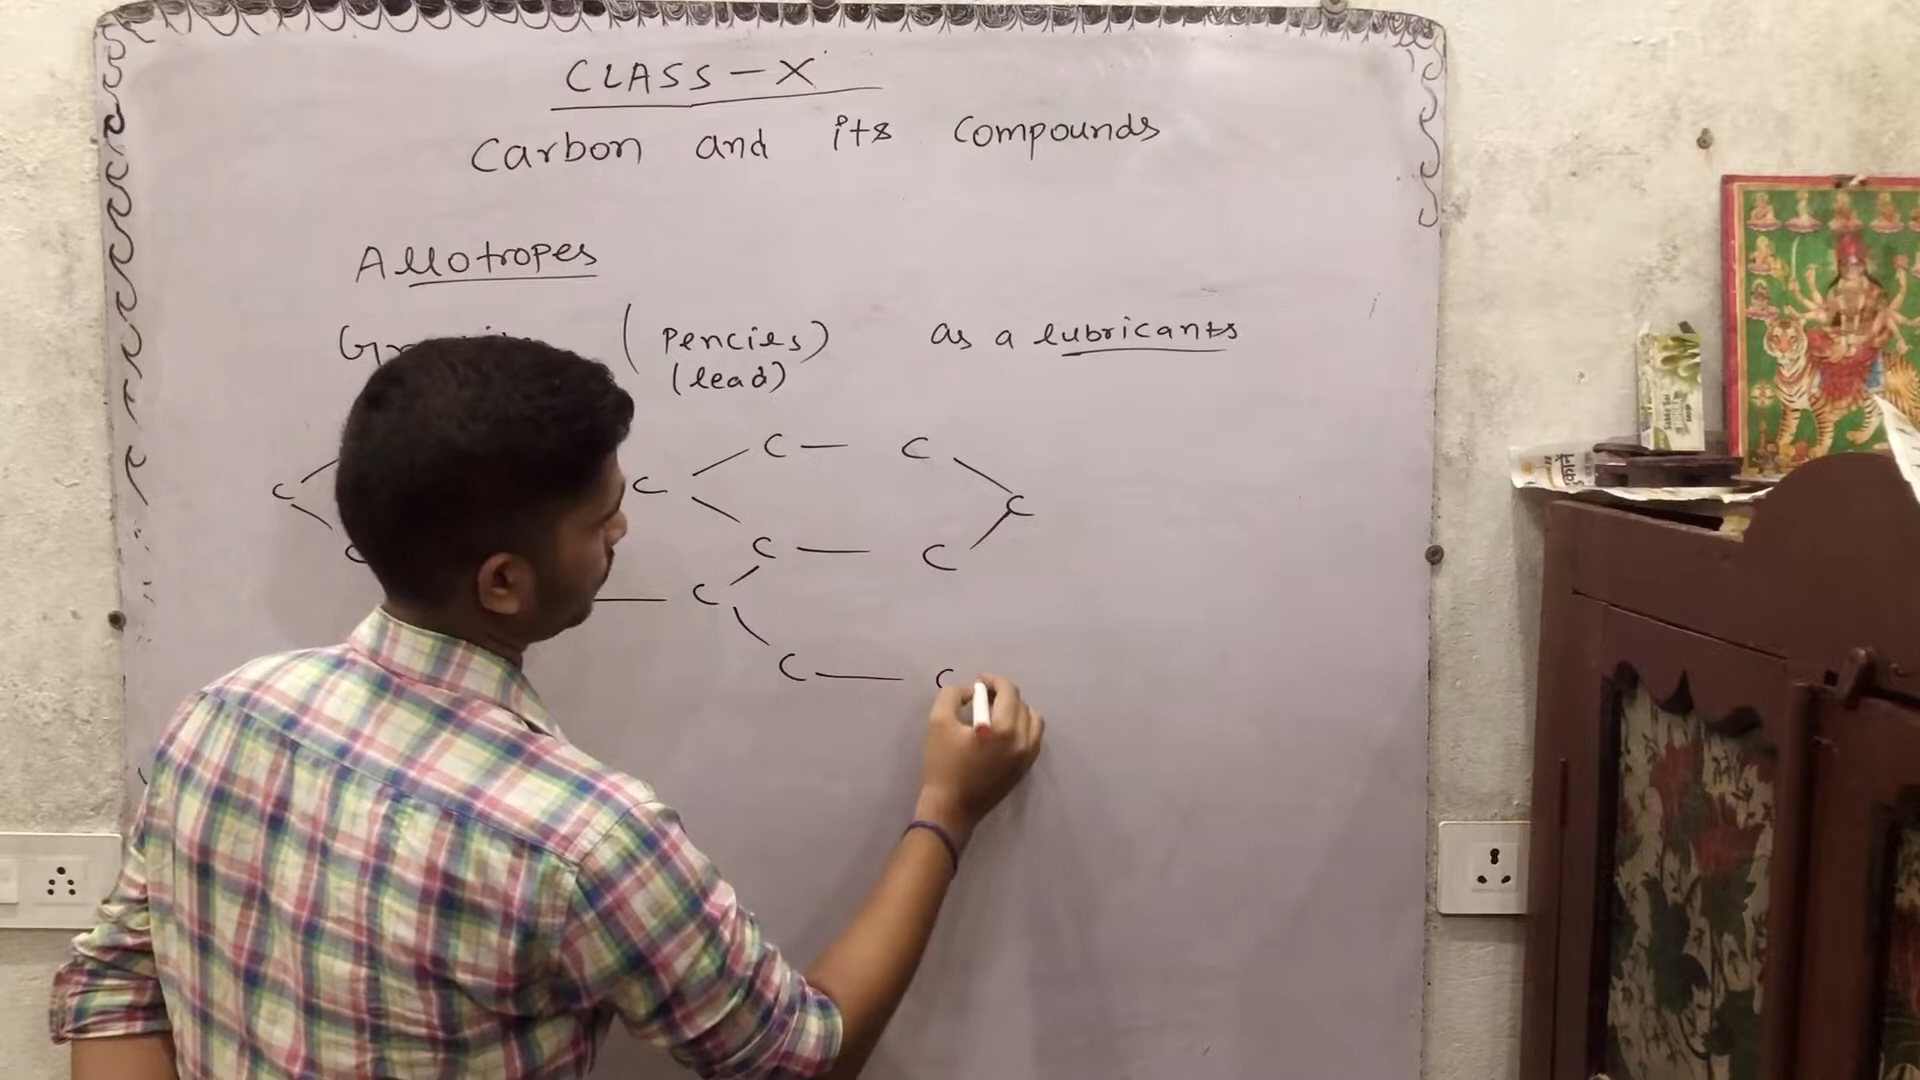 CLASS-X
Carbon and its Compounds
Allotropes
(Pencies) as a lubricants
(lead)
C C — C
C C
C C — C
C — C
C — C